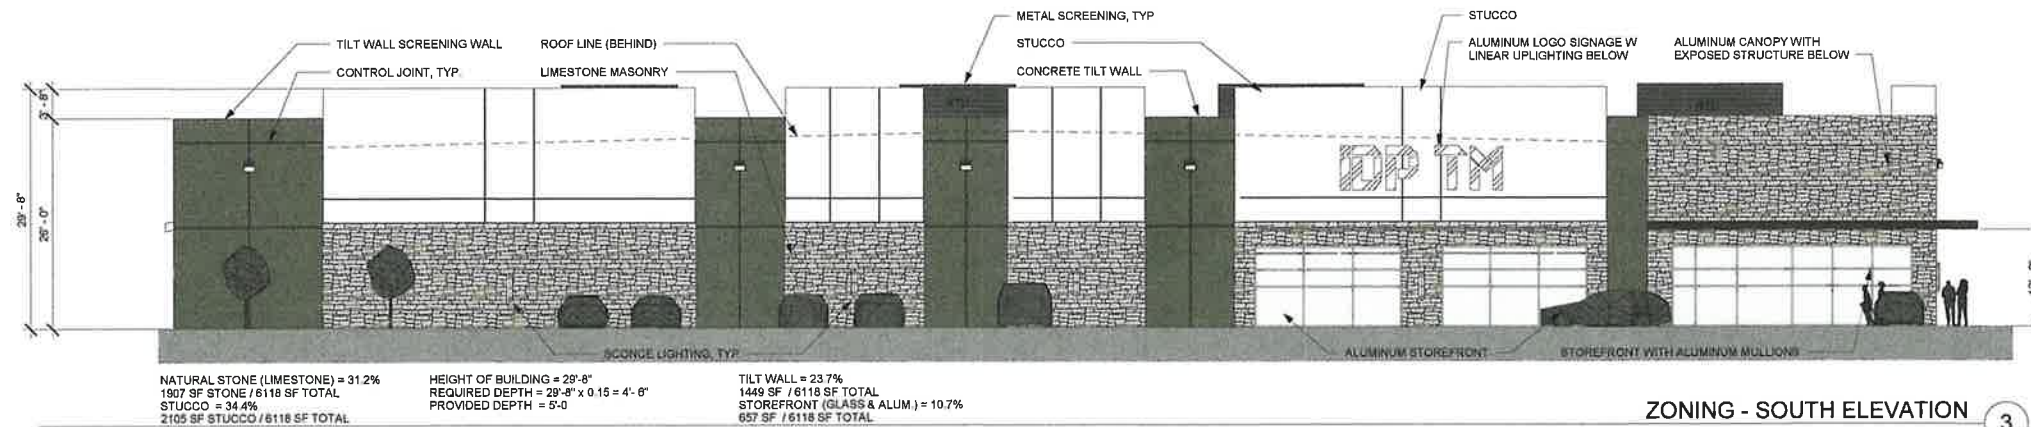 METAL SCREENING, TYP
STUCCO
TILT WALL SCREENING WALL
ROOF LINE (BEHIND)
STUCCO
ALUMINUM LOGO SIGNAGE W
LINEAR UPLIGHTING BELOW
ALUMINUM CANOPY WITH
EXPOSED STRUCTURE BELOW
CONTROL JOINT, TYP.
LIMESTONE MASONRY
CONCRETE TILT WALL
3'-8"
29'-8"
26'-0"
IDP TM
SCONCE LIGHTING, TYP
ALUMINUM STOREFRONT
STOREFRONT WITH ALUMINUM MULLIONS
NATURAL STONE (LIMESTONE) = 31.2%
1907 SF STONE / 6118 SF TOTAL
STUCCO = 34.4%
2105 SF STUCCO / 6118 SF TOTAL
HEIGHT OF BUILDING = 29'-8"
REQUIRED DEPTH = 29'-8" x 0.15 = 4'- 6"
PROVIDED DEPTH = 5'-0
TILT WALL = 23.7%
1449 SF / 6118 SF TOTAL
STOREFRONT (GLASS & ALUM.) = 10.7%
657 SF / 6118 SF TOTAL
ZONING - SOUTH ELEVATION
3